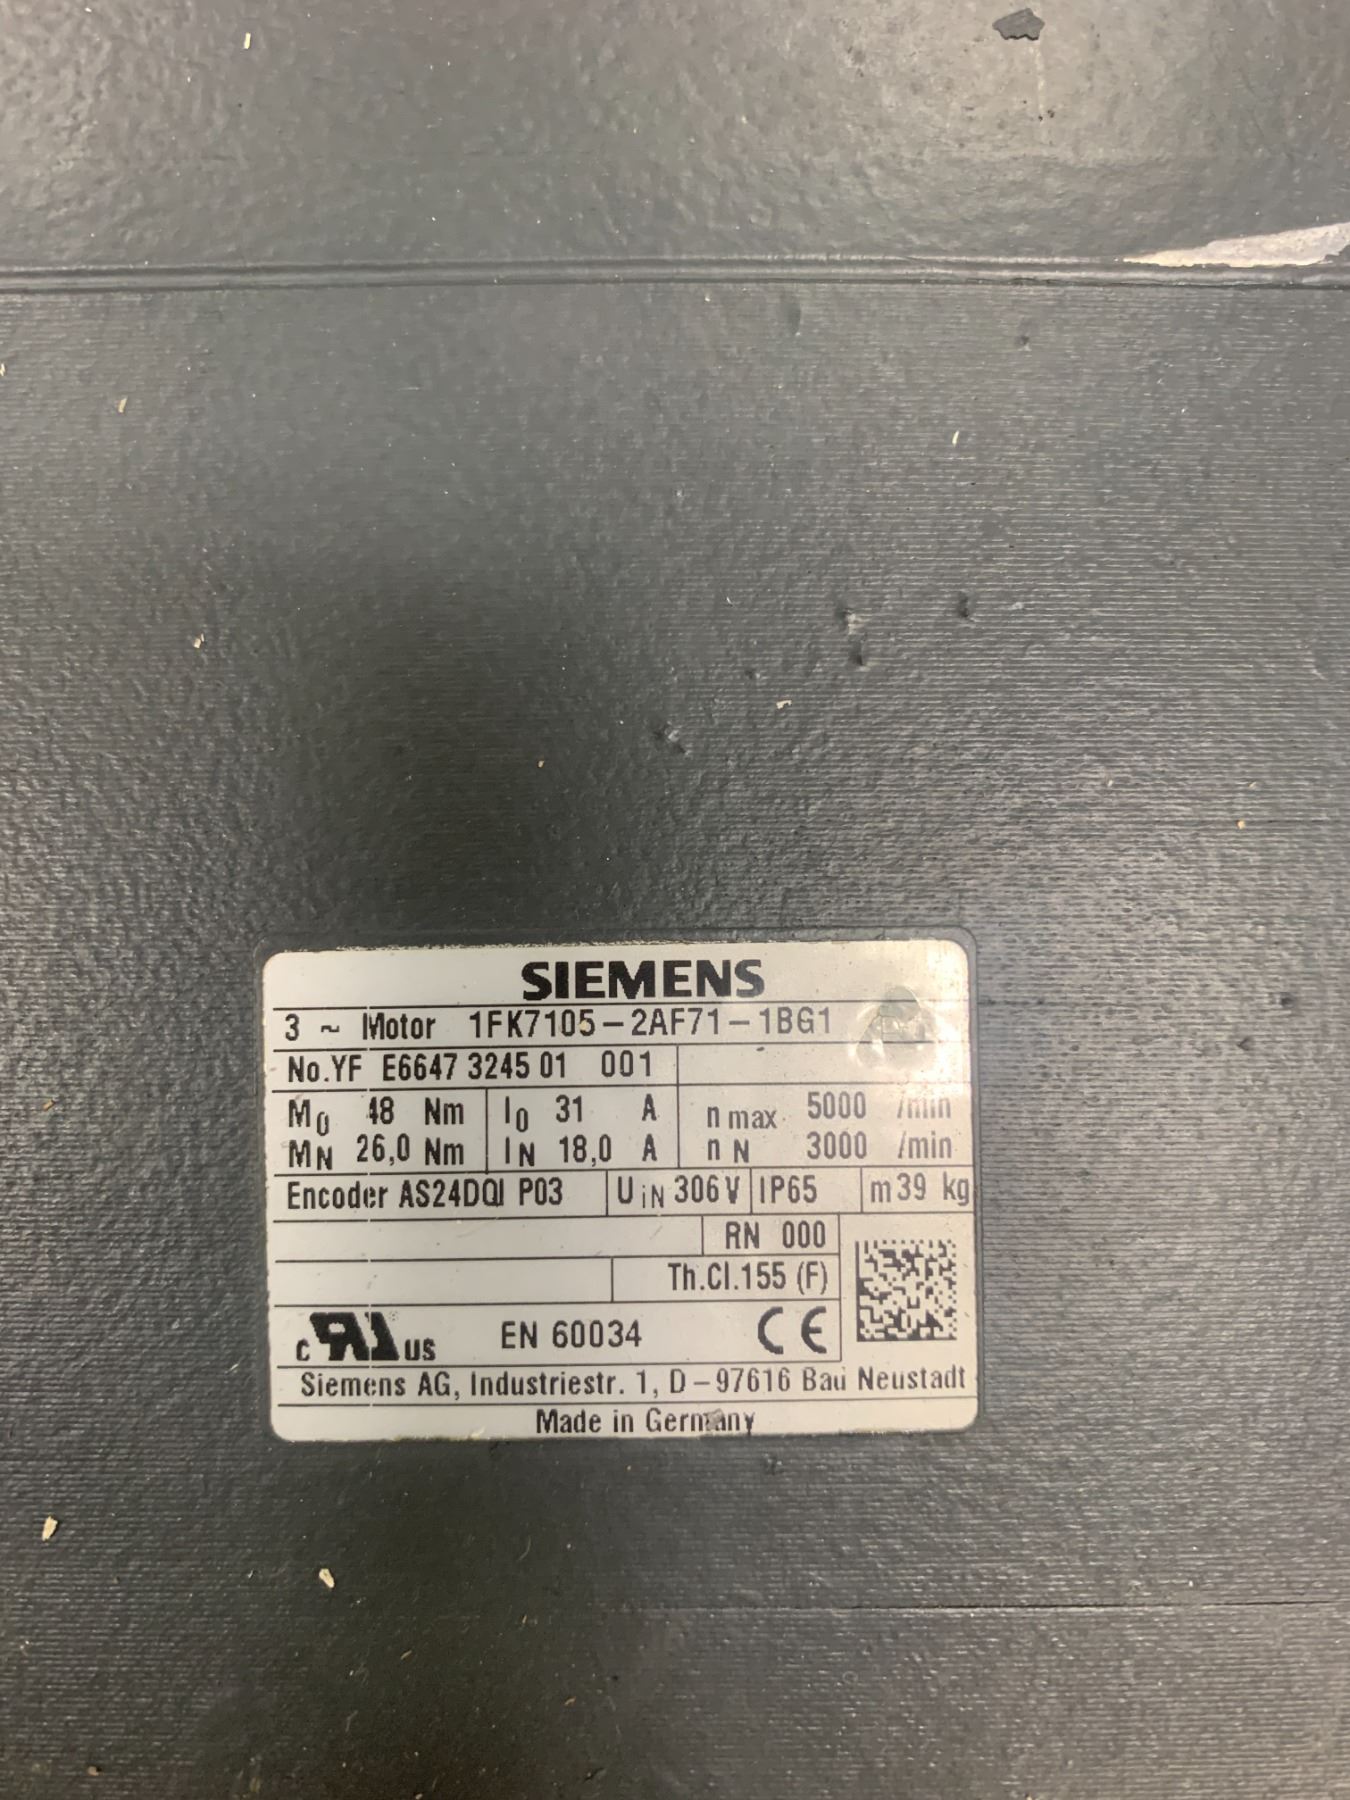 SIEMENS
3 ~ Motor 1FK7105-2AF71-1BG1
No.YF E6647 3245 01 001
M0 48 Nm I0 31 A n max 5000 /min
MN 26,0 Nm IN 18,0 A n N 3000 /min
Encoder AS24DQI P03 UIN 306 V IP65 m 39 kg
RN 000
Th.Cl.155 (F)
c RU US EN 60034 CE
Siemens AG, Industriestr. 1, D-97616 Bad Neustadt
Made in Germany